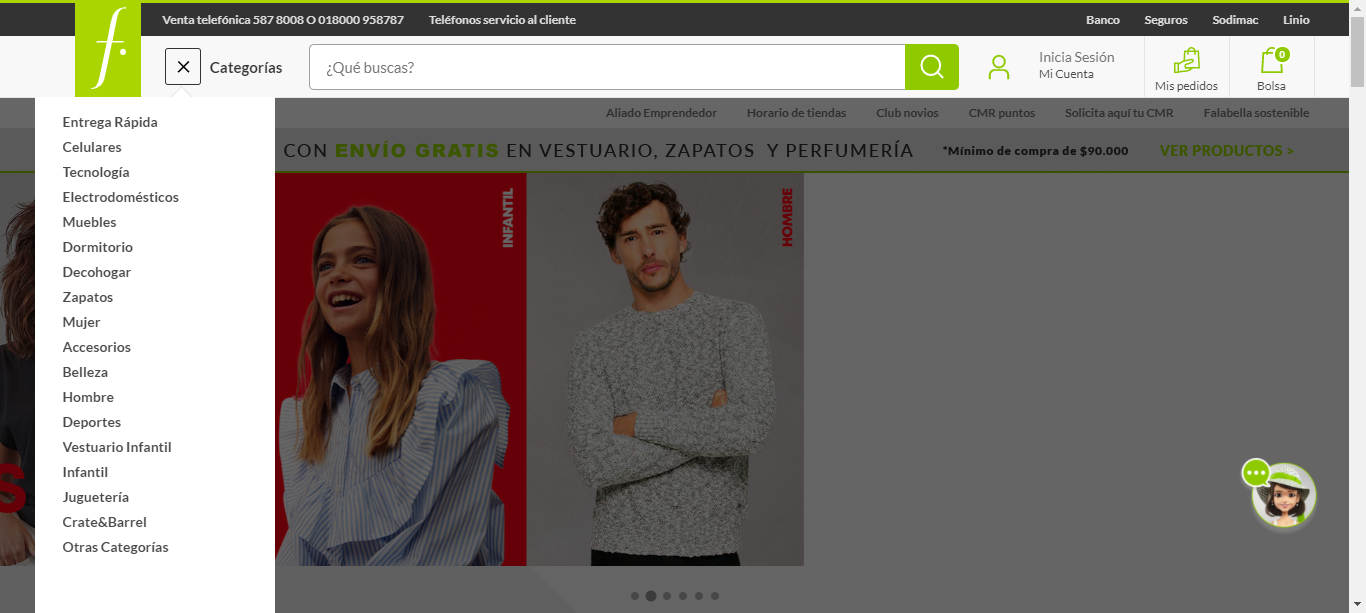 Venta telefónica 587 8008 O 018000 958787 Teléfonos servicio al cliente Banco Seguros Sodimac Linio
f.
Categorías ¿Qué buscas? Inicia Sesión
Mi Cuenta
Mis pedidos
0
Bolsa
Aliado Emprendedor Horario de tiendas Club novios CMR puntos Solicita aquí tu CMR Falabella sostenible
CON ENVÍO GRATIS EN VESTUARIO, ZAPATOS Y PERFUMERÍA *Mínimo de compra de $90.000 VER PRODUCTOS >
Entrega Rápida
Celulares
Tecnología
Electrodomésticos
Muebles
Dormitorio
Decohogar
Zapatos
Mujer
Accesorios
Belleza
Hombre
Deportes
Vestuario Infantil
Infantil
Juguetería
Crate&Barrel
Otras Categorías
INFANTIL
HOMBRE
S